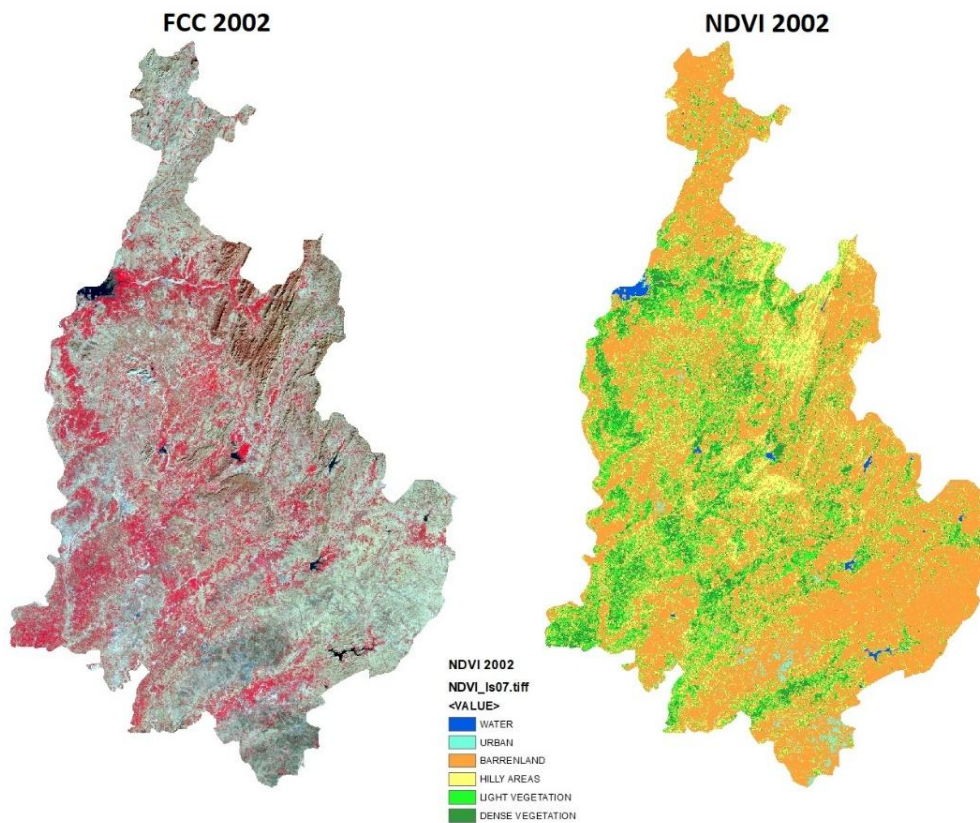 FCC 2002
NDVI 2002
NDVI 2002
NDVI_ls07.tiff
<VALUE>
WATER
URBAN
BARRENLAND
HILLY AREAS
LIGHT VEGETATION
DENSE VEGETATION